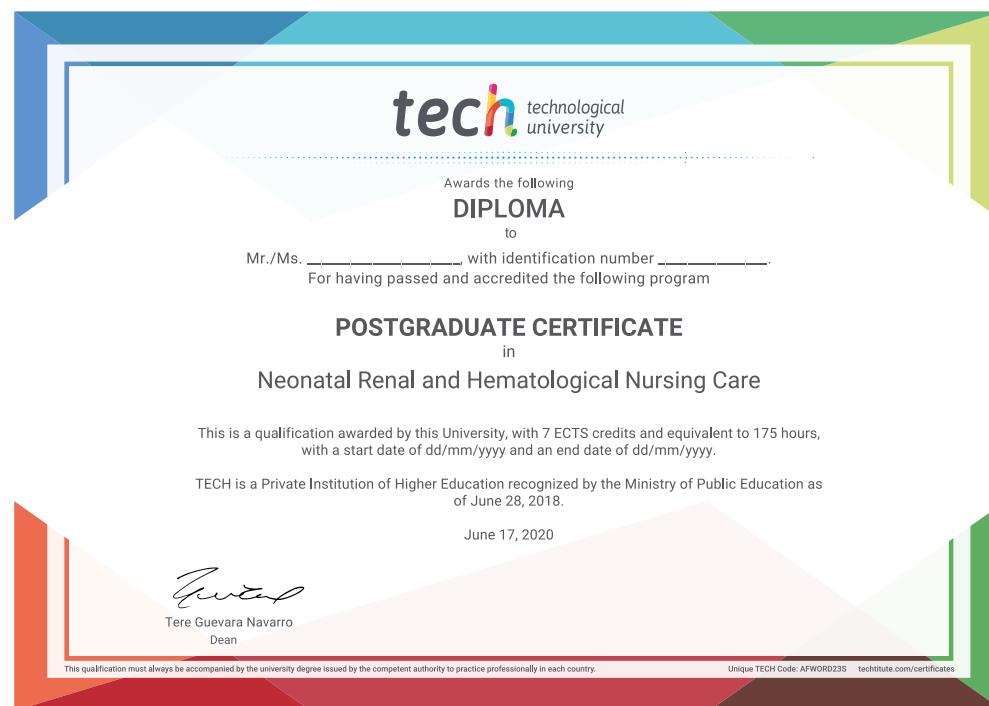 tech technological
university
Awards the following
DIPLOMA
to
Mr./Ms. ____________________, with identification number ______________.
For having passed and accredited the following program
POSTGRADUATE CERTIFICATE
in
Neonatal Renal and Hematological Nursing Care
This is a qualification awarded by this University, with 7 ECTS credits and equivalent to 175 hours,
with a start date of dd/mm/yyyy and an end date of dd/mm/yyyy.
TECH is a Private Institution of Higher Education recognized by the Ministry of Public Education as
of June 28, 2018.
June 17, 2020
Tere Guevara Navarro
Dean
This qualification must always be accompanied by the university degree issued by the competent authority to practice professionally in each country.
Unique TECH Code: AFWORD23S techtitute.com/certificates